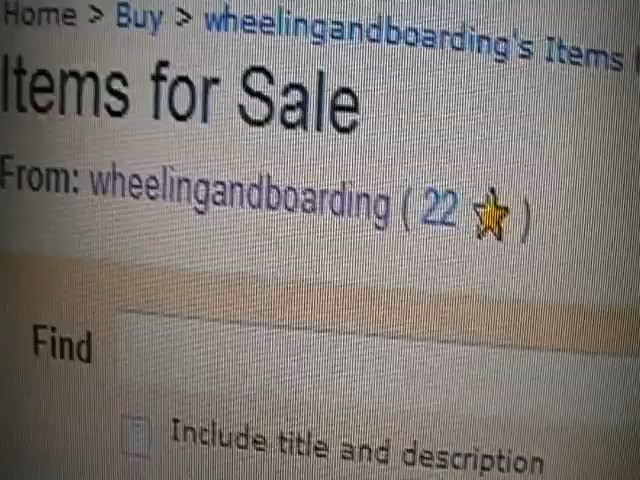 Home > Buy > wheelingandboarding's Items
Items for Sale
From: wheelingandboarding ( 22 )
Find
Include title and description